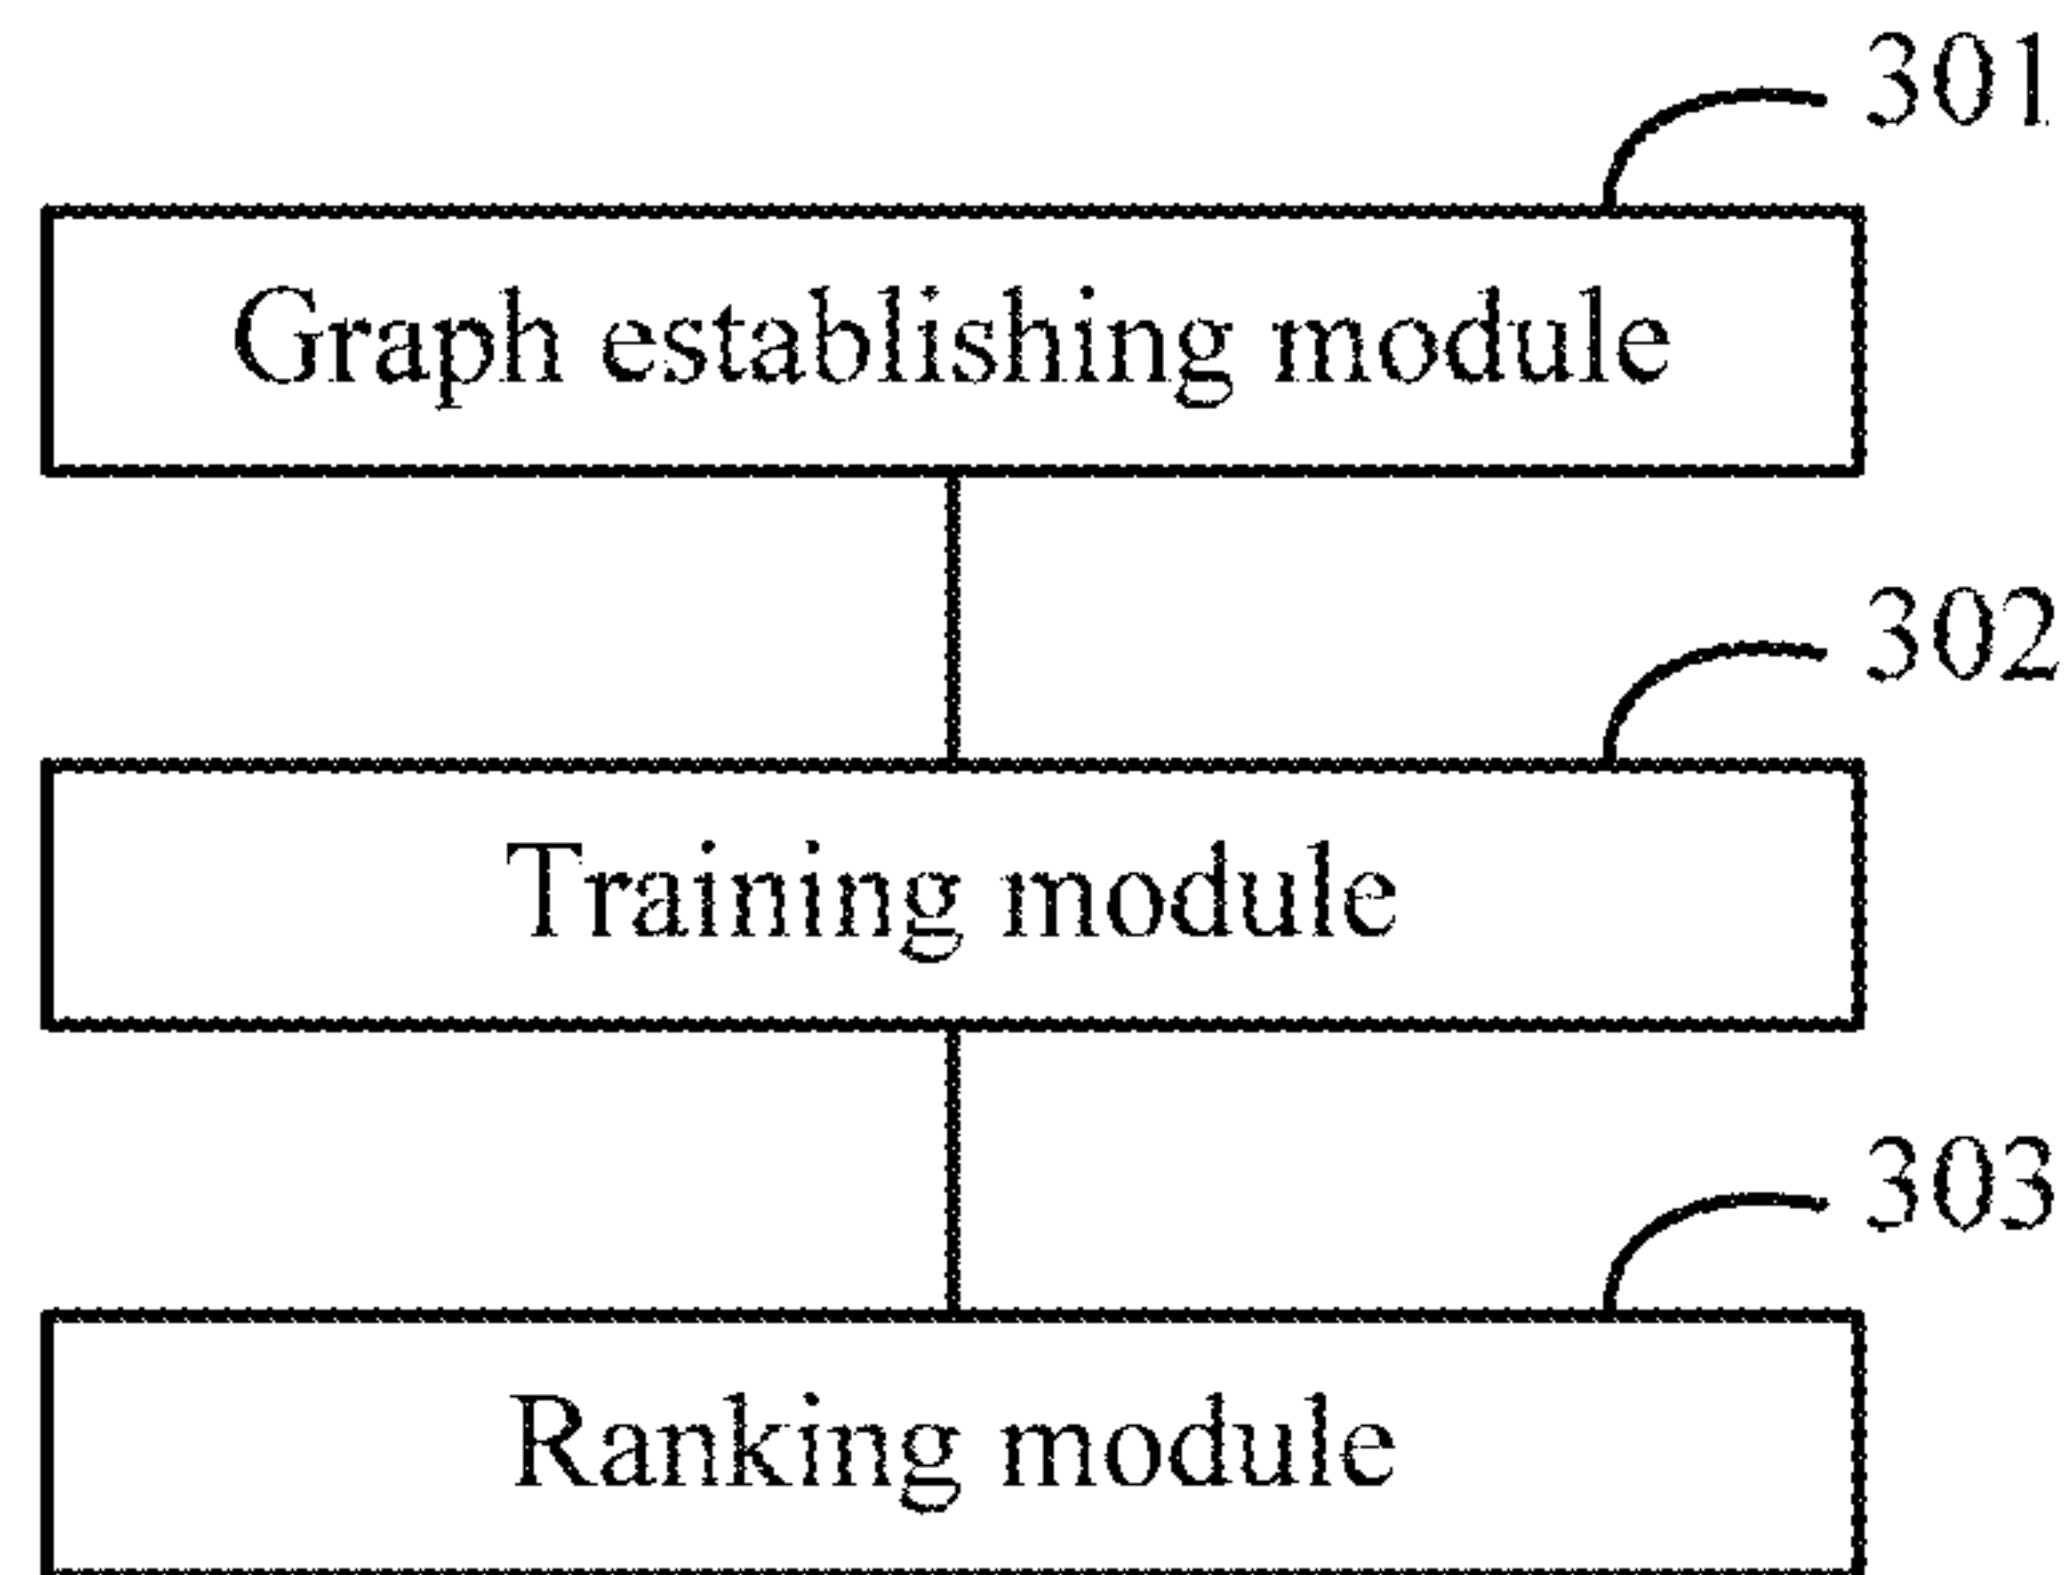 301
Graph establishing module
302
Training module
303
Ranking module